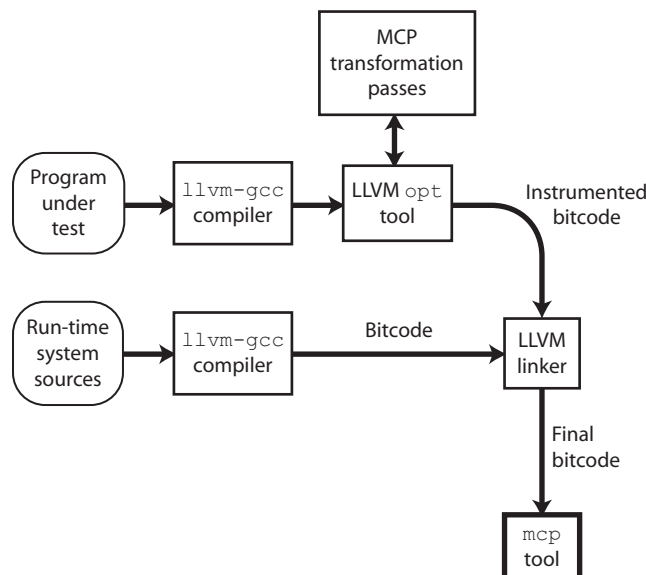 MCP
transformation
passes
Program
under
test
llvm-gcc
compiler
LLVM opt
tool
Instrumented
bitcode
Run-time
system
sources
llvm-gcc
compiler
Bitcode
LLVM
linker
Final
bitcode
mcp
tool